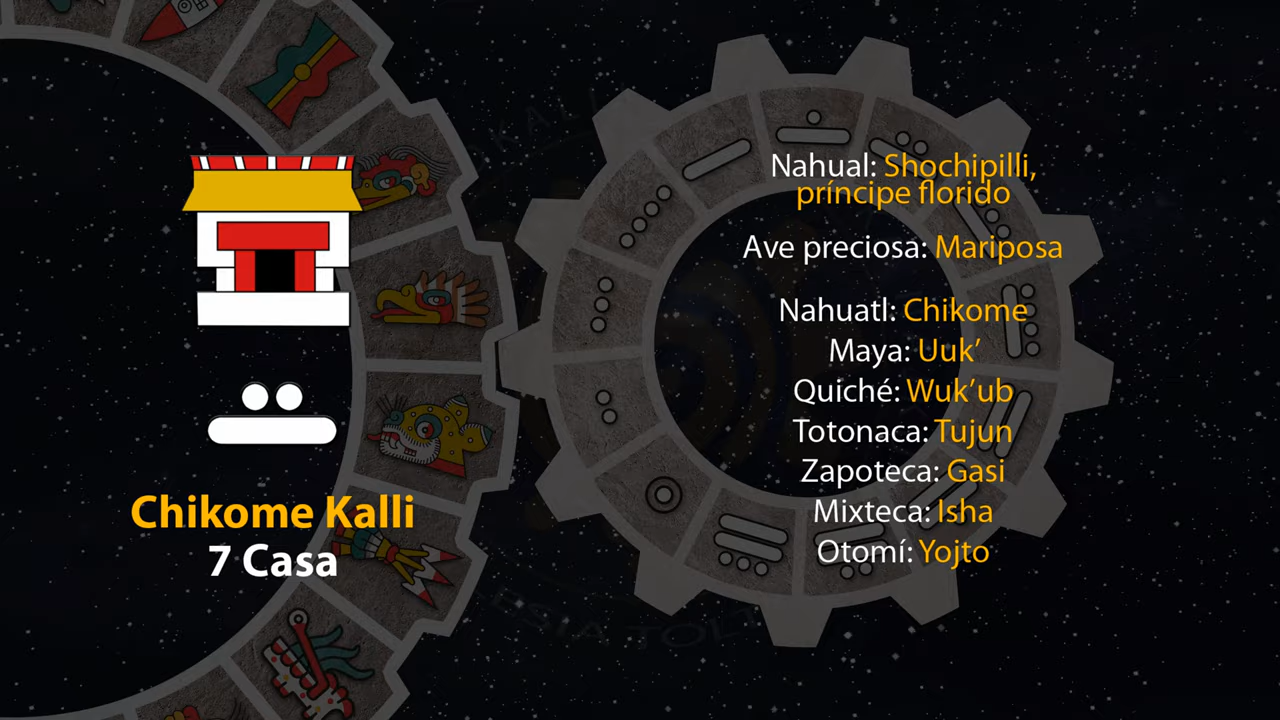 Chikome Kalli
7 Casa
Nahual: Shochipilli,
príncipe florido
Ave preciosa: Mariposa
Nahuatl: Chikome
Maya: Uuk’
Quiché: Wuk’ub
Totonaca: Tujun
Zapoteca: Gasi
Mixteca: Isha
Otomí: Yojto